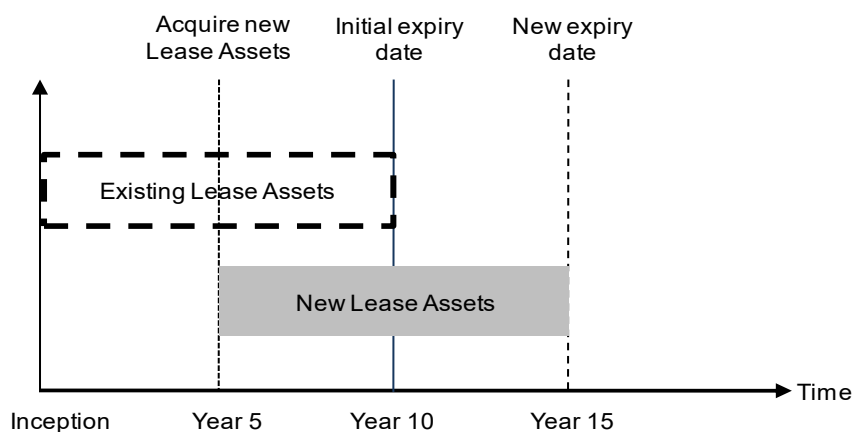 Acquire new
Lease Assets
Initial expiry
date
New expiry
date
Existing Lease Assets
New Lease Assets
Time
Inception
Year 5
Year 10
Year 15